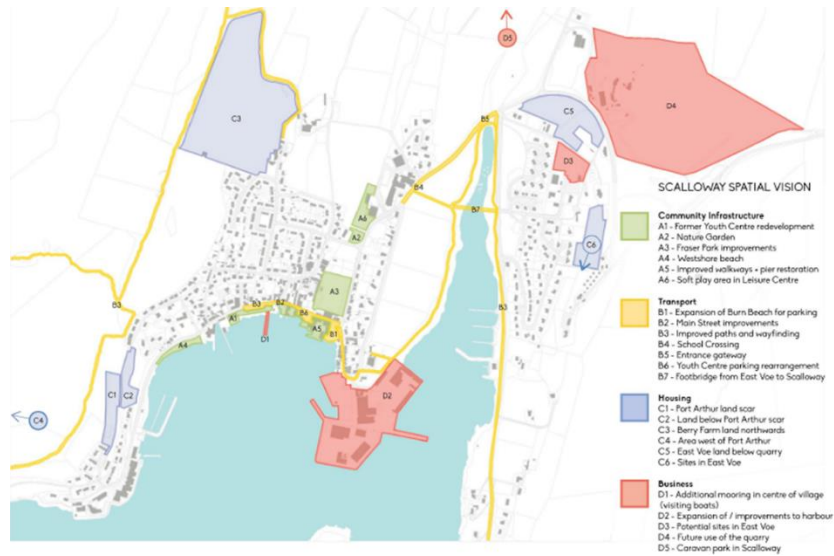 D5
C3
C5
D4
B5
D3
B4
A6
B7
A2
C6
A3
B3
B3
B3
B2
A1
B6
A5
B1
A4
D1
C1
C2
D2
C4
SCALLOWAY SPATIAL VISION
Community Infrastructure
A1 - Former Youth Centre redevelopment
A2 - Nature Garden
A3 - Fraser Park improvements
A4 - Westshore beach
A5 - Improved walkways + pier restoration
A6 - Soft play area in Leisure Centre
Transport
B1 - Expansion of Burn Beach for parking
B2 - Main Street improvements
B3 - Improved paths and wayfinding
B4 - School Crossing
B5 - Entrance gateway
B6 - Youth Centre parking rearrangement
B7 - Footbridge from East Voe to Scalloway
Housing
C1 - Port Arthur land scar
C2 - Land below Port Arthur scar
C3 - Berry Farm land northwards
C4 - Area west of Port Arthur
C5 - East Voe land below quarry
C6 - Sites in East Voe
Business
D1 - Additional mooring in centre of village
(visiting boats)
D2 - Expansion of / improvements to harbour
D3 - Potential sites in East Voe
D4 - Future use of the quarry
D5 - Caravan park in Scalloway